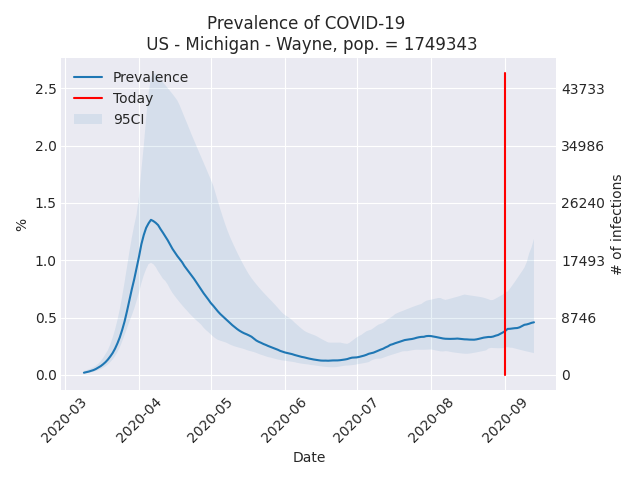 Prevalence of COVID-19
US - Michigan - Wayne, pop. = 1749343
Prevalence
Today
95CI
2.5
2.0
1.5
1.0
0.5
0.0
%
43733
34986
26240
17493
8746
0
# of infections
2020-03
2020-04
2020-05
2020-06
2020-07
2020-08
2020-09
Date